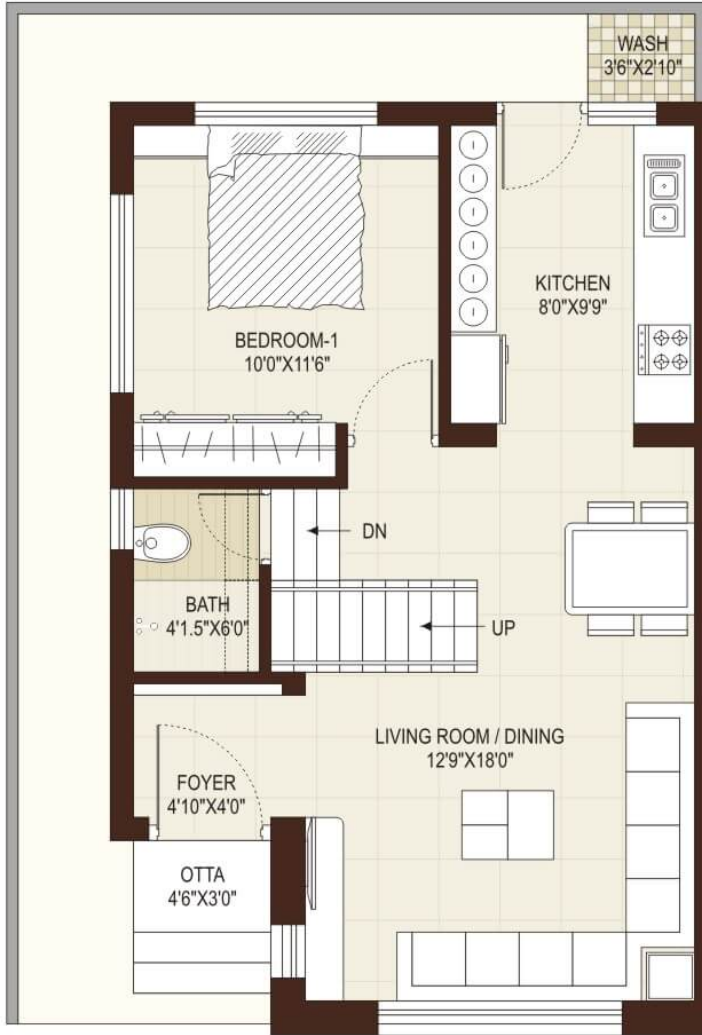 WASH
3'6"X2'10"
KITCHEN
8'0"X9'9"
BEDROOM-1
10'0"X11'6"
DN
BATH
4'1.5"X6'0"
UP
LIVING ROOM / DINING
12'9"X18'0"
FOYER
4'10"X4'0"
OTTA
4'6"X3'0"